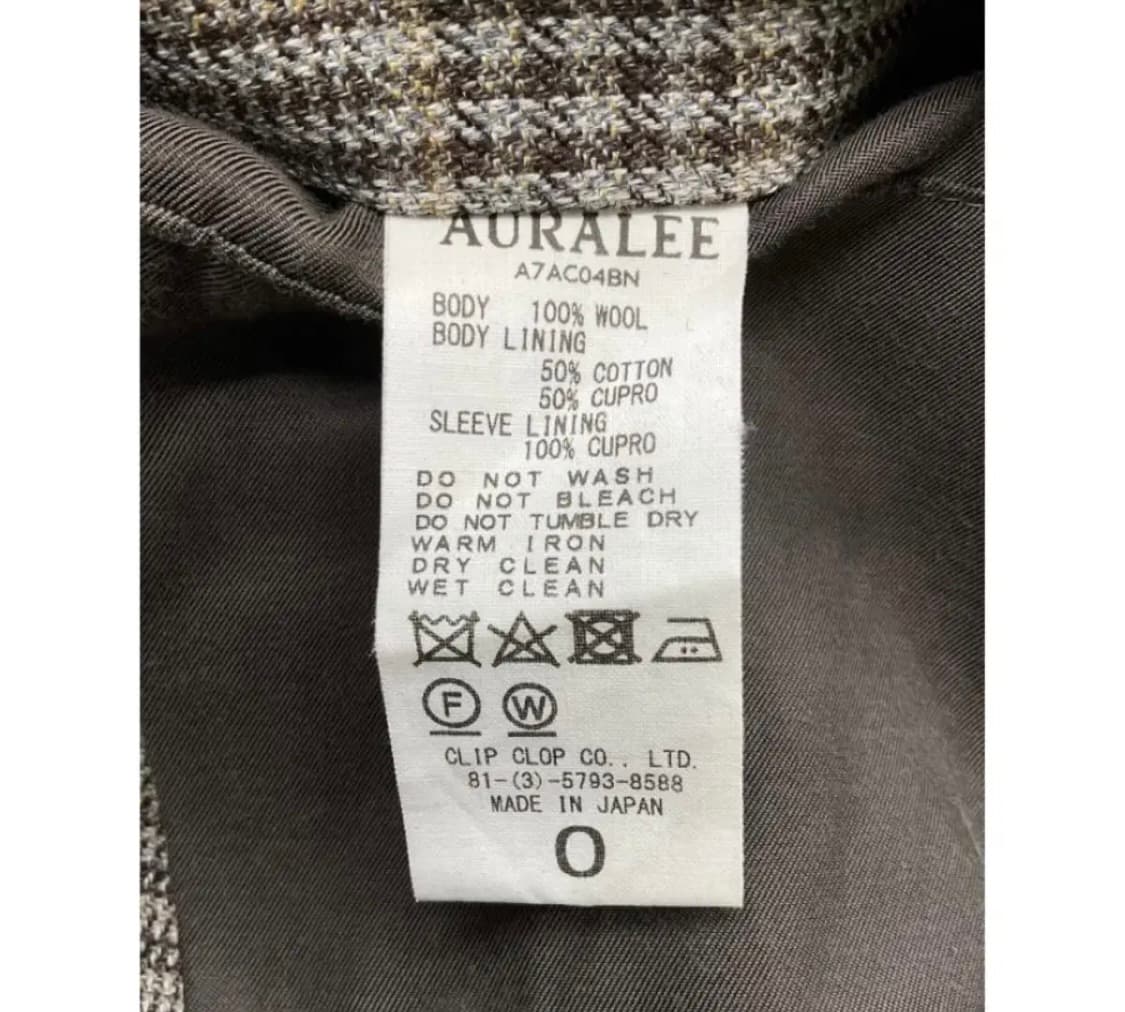 AURALEE
A7AC04BN
BODY 100% WOOL
BODY LINING
50% COTTON
50% CUPRO
SLEEVE LINING
100% CUPRO
DO NOT WASH
DO NOT BLEACH
DO NOT TUMBLE DRY
WARM IRON
DRY CLEAN
WET CLEAN
F W
CLIP CLOP CO., LTD.
81-(3)-5793-8588
MADE IN JAPAN
0